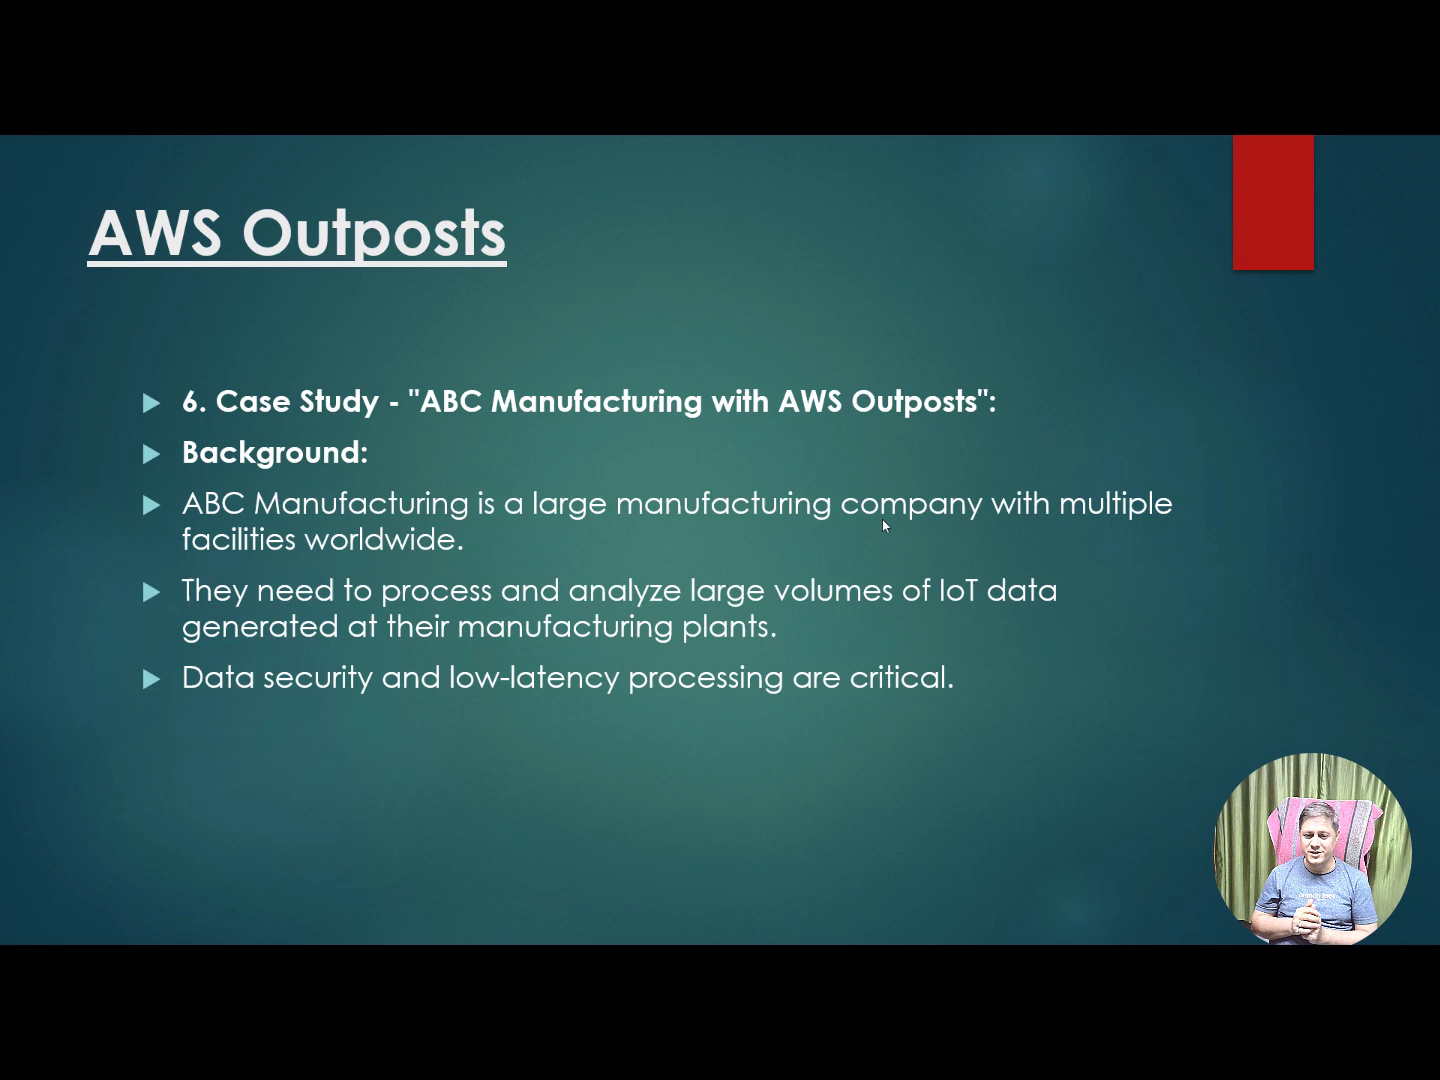 AWS Outposts
6. Case Study - "ABC Manufacturing with AWS Outposts":
Background:
ABC Manufacturing is a large manufacturing company with multiple
facilities worldwide.
They need to process and analyze large volumes of IoT data
generated at their manufacturing plants.
Data security and low-latency processing are critical.